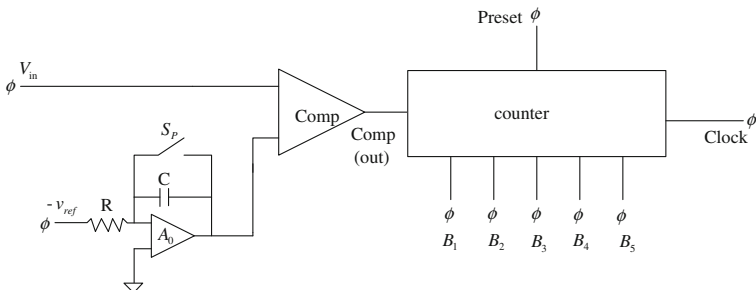 Preset ϕ
V_in
ϕ
Comp
counter
Comp
(out)
ϕ
Clock
S_P
C
- v_ref
R
ϕ
A_0
ϕ ϕ ϕ ϕ ϕ
B_1 B_2 B_3 B_4 B_5